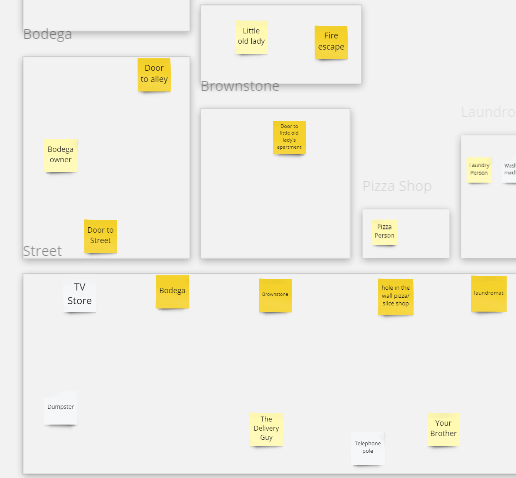 Bodega
Little
old lady
Fire
escape
Door
to alley
Brownstone
Door to
little old
lady's
apartment
Laundro
Bodega
owner
Laundry
Person
Pizza Shop
Pizza
Person
Door to
Street
Street
TV
Store
Bodega
Brownstone
hole in the
wall pizza/
slice shop
laundromat
Dumpster
The
Delivery
Guy
Your
Brother
Telephone
pole